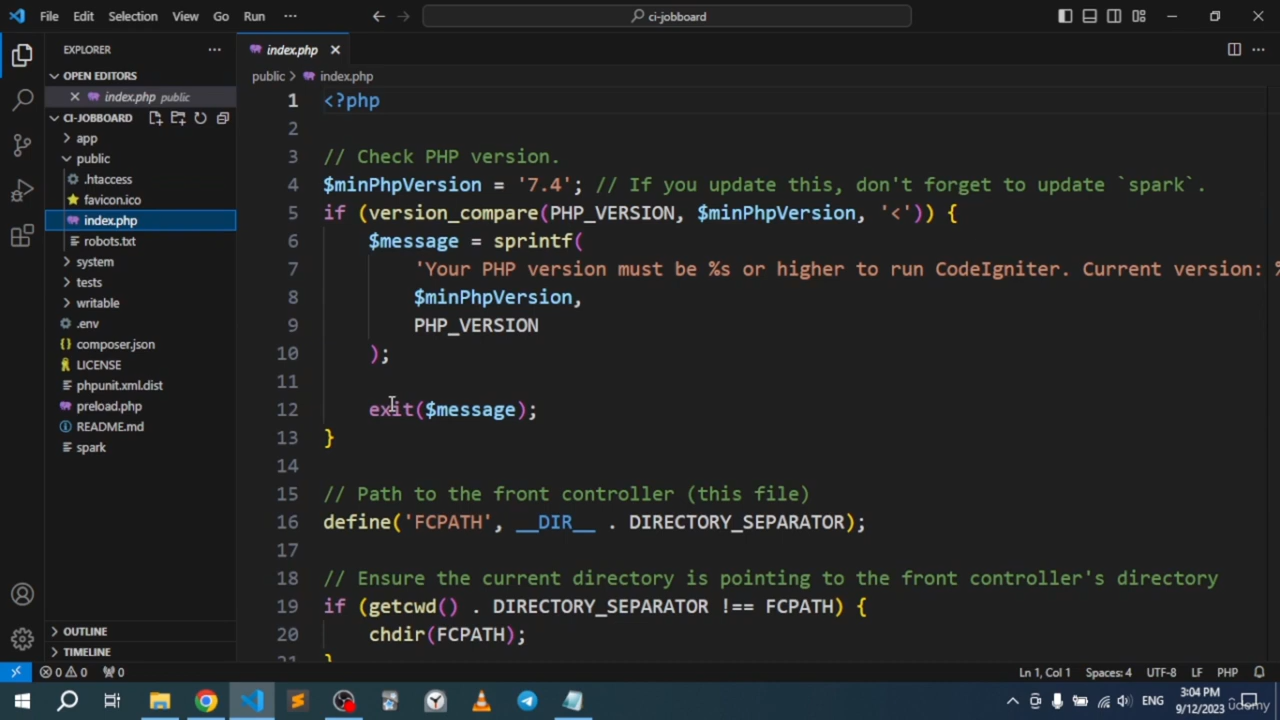 File Edit Selection View Go Run ··· ci-jobboard
EXPLORER ···
OPEN EDITORS
index.php public
CI-JOBBOARD
app
public
.htaccess
favicon.ico
index.php
robots.txt
system
tests
writable
.env
composer.json
LICENSE
phpunit.xml.dist
preload.php
README.md
spark
OUTLINE
TIMELINE
index.php
public > index.php
1 <?php
2
3 // Check PHP version.
4 $minPhpVersion = '7.4'; // If you update this, don't forget to update `spark`.
5 if (version_compare(PHP_VERSION, $minPhpVersion, '<')) {
6 $message = sprintf(
7 'Your PHP version must be %s or higher to run CodeIgniter. Current version: %
8 $minPhpVersion,
9 PHP_VERSION
10 );
11
12 exit($message);
13 }
14
15 // Path to the front controller (this file)
16 define('FCPATH', __DIR__ . DIRECTORY_SEPARATOR);
17
18 // Ensure the current directory is pointing to the front controller's directory
19 if (getcwd() . DIRECTORY_SEPARATOR !== FCPATH) {
20 chdir(FCPATH);
21
0 0 0 Ln 1, Col 1 Spaces: 4 UTF-8 LF PHP
ENG 3:04 PM
9/12/2023
udemy